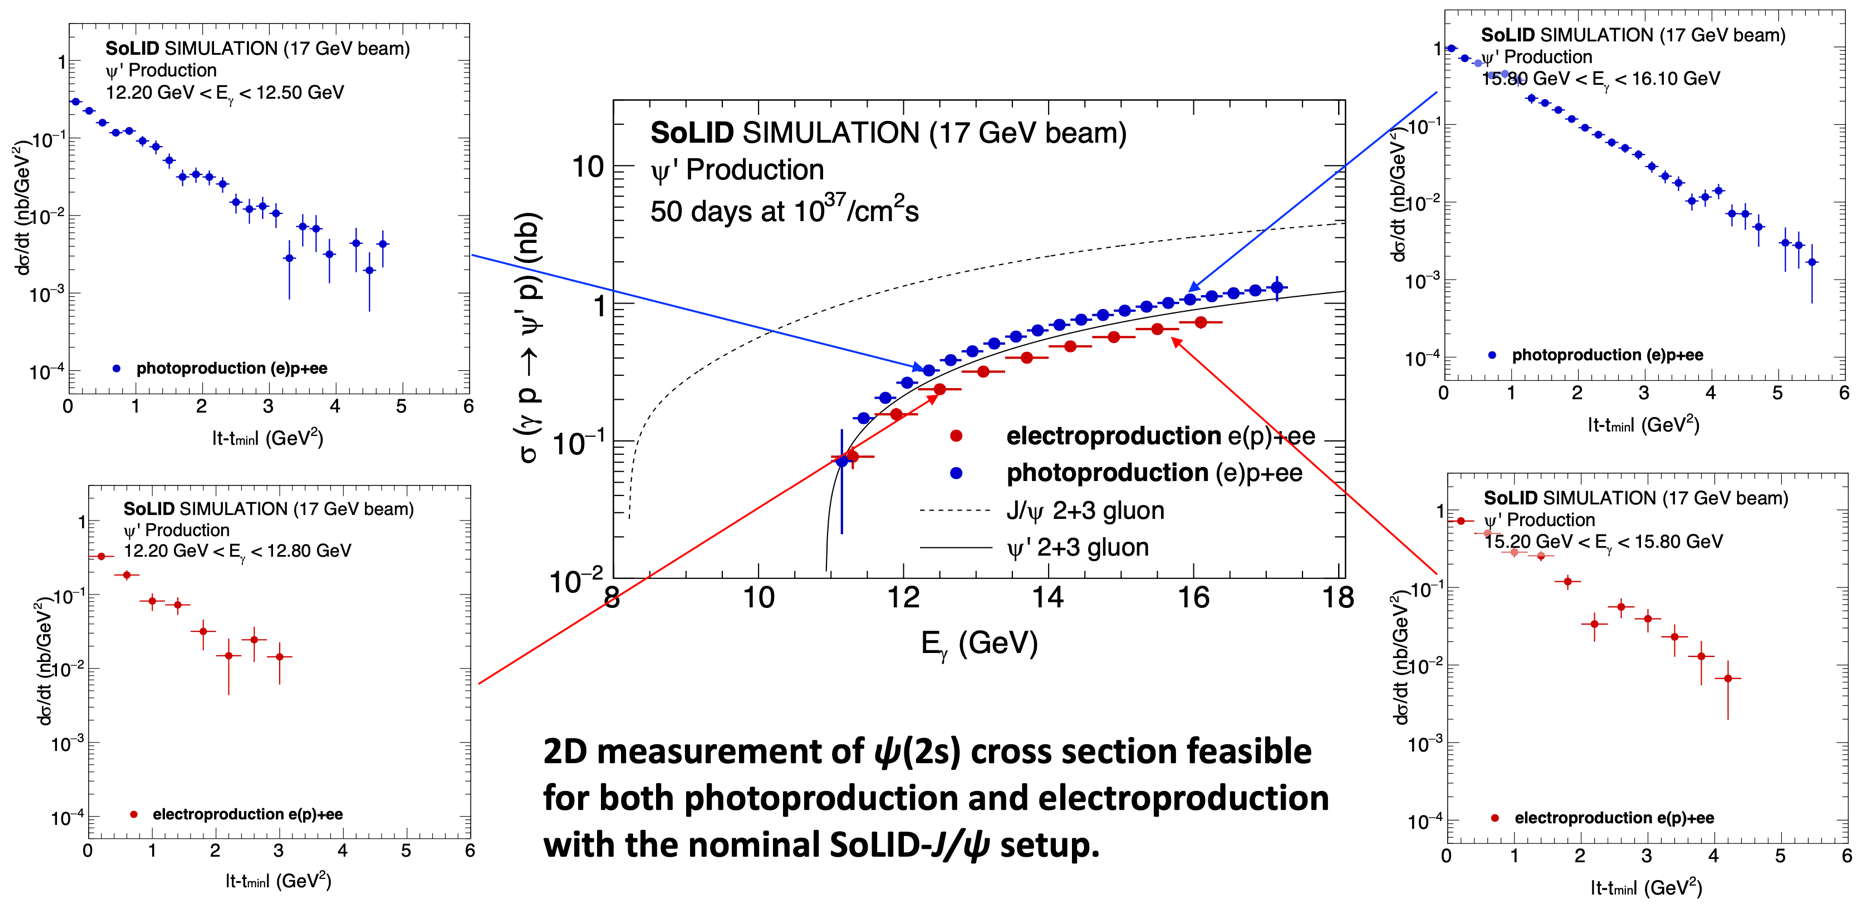 SoLID SIMULATION (17 GeV beam)
ψ' Production
12.20 GeV < Eγ < 12.50 GeV
dσ/dt (nb/GeV²)
1
10⁻¹
10⁻²
10⁻³
10⁻⁴
photoproduction (e)p+ee
0 1 2 3 4 5 6
|t-tmin| (GeV²)
SoLID SIMULATION (17 GeV beam)
ψ' Production
12.20 GeV < Eγ < 12.80 GeV
dσ/dt (nb/GeV²)
1
10⁻¹
10⁻²
10⁻³
10⁻⁴
electroproduction e(p)+ee
0 1 2 3 4 5 6
|t-tmin| (GeV²)
SoLID SIMULATION (17 GeV beam)
ψ' Production
50 days at 10³⁷/cm²s
σ (γ p → ψ' p) (nb)
10
1
10⁻¹
10⁻²
electroproduction e(p)+ee
photoproduction (e)p+ee
J/ψ 2+3 gluon
ψ' 2+3 gluon
8 10 12 14 16 18
Eγ (GeV)
2D measurement of ψ(2s) cross section feasible
for both photoproduction and electroproduction
with the nominal SoLID-J/ψ setup.
SoLID SIMULATION (17 GeV beam)
ψ' Production
15.80 GeV < Eγ < 16.10 GeV
dσ/dt (nb/GeV²)
1
10⁻¹
10⁻²
10⁻³
10⁻⁴
photoproduction (e)p+ee
0 1 2 3 4 5 6
|t-tmin| (GeV²)
SoLID SIMULATION (17 GeV beam)
ψ' Production
15.20 GeV < Eγ < 15.80 GeV
dσ/dt (nb/GeV²)
1
10⁻¹
10⁻²
10⁻³
10⁻⁴
electroproduction e(p)+ee
0 1 2 3 4 5 6
|t-tmin| (GeV²)